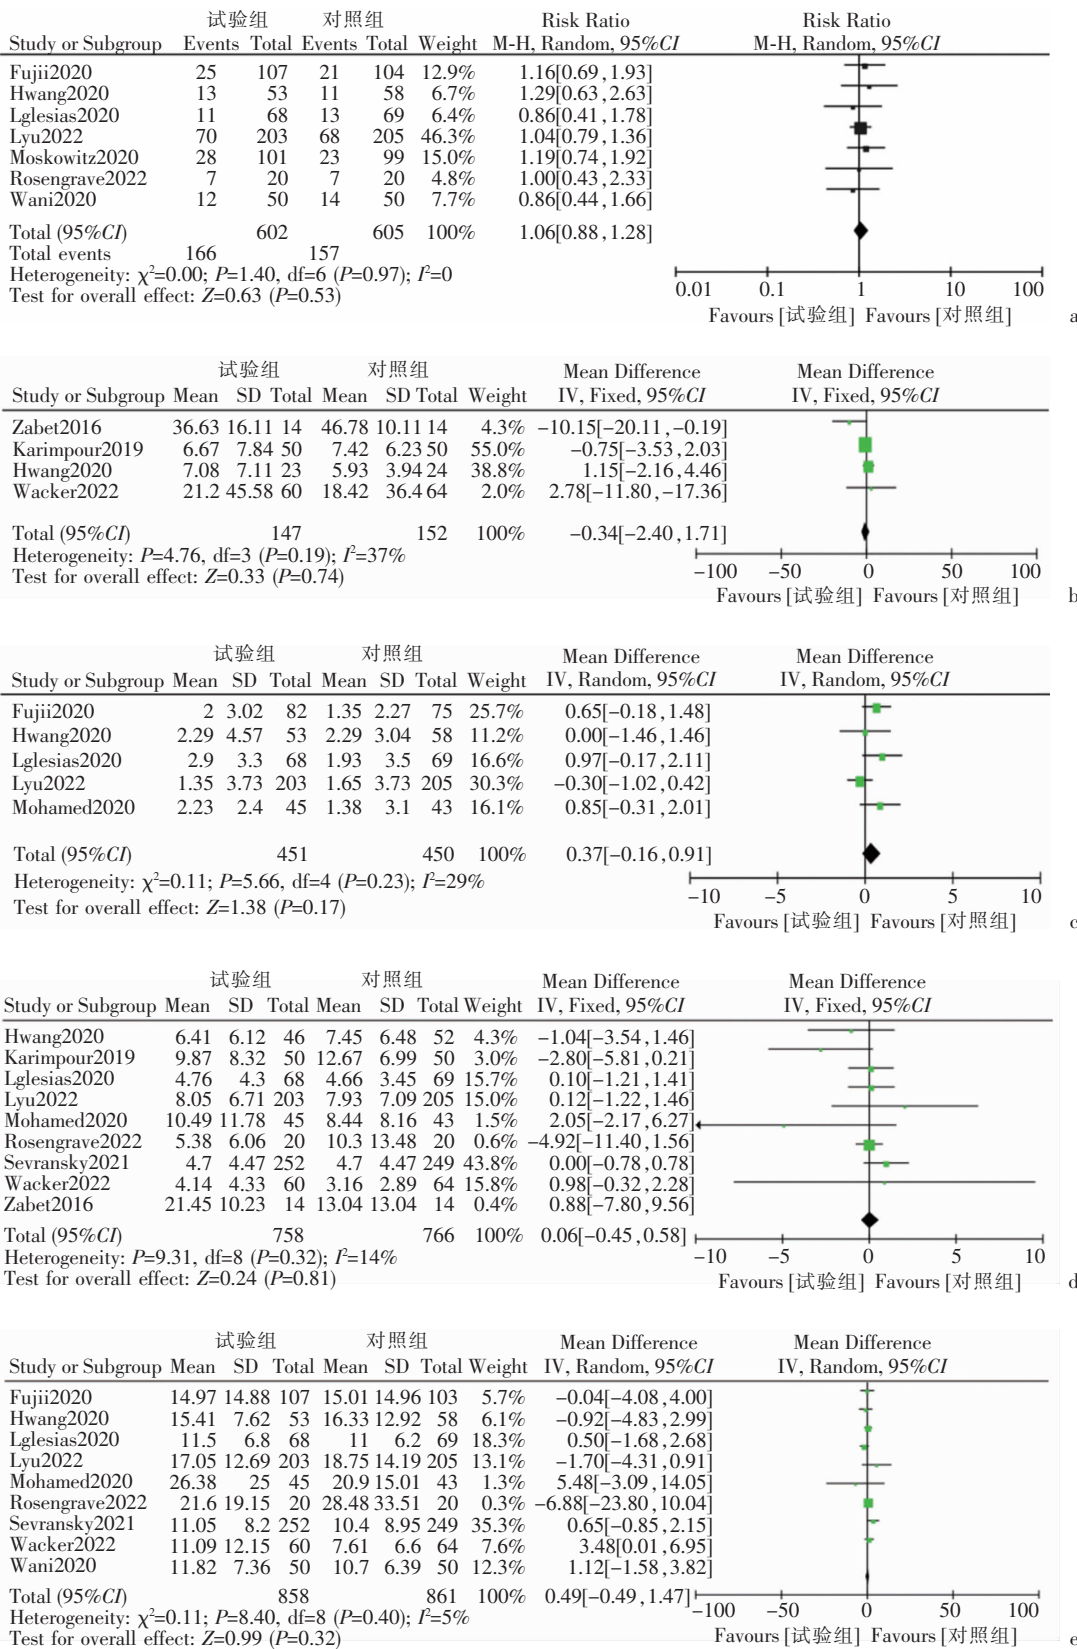 试验组 对照组 Risk Ratio Risk Ratio
Study or Subgroup Events Total Events Total Weight M-H, Random, 95%CI M-H, Random, 95%CI
Fujii2020 25 107 21 104 12.9% 1.16[0.69,1.93]
Hwang2020 13 53 11 58 6.7% 1.29[0.63,2.63]
Lglesias2020 11 68 13 69 6.4% 0.86[0.41,1.78]
Lyu2022 70 203 68 205 46.3% 1.04[0.79,1.36]
Moskowitz2020 28 101 23 99 15.0% 1.19[0.74,1.92]
Rosengrave2022 7 20 7 20 4.8% 1.00[0.43,2.33]
Wani2020 12 50 14 50 7.7% 0.86[0.44,1.66]
Total (95%CI) 602 605 100% 1.06[0.88,1.28]
Total events 166 157
Heterogeneity: χ²=0.00; P=1.40, df=6 (P=0.97); I²=0
Test for overall effect: Z=0.63 (P=0.53)
0.01 0.1 1 10 100
Favours [试验组] Favours [对照组]
a
试验组 对照组 Mean Difference Mean Difference
Study or Subgroup Mean SD Total Mean SD Total Weight IV, Fixed, 95%CI IV, Fixed, 95%CI
Zabet2016 36.63 16.11 14 46.78 10.11 14 4.3% −10.15[−20.11,−0.19]
Karimpour2019 6.67 7.84 50 7.42 6.23 50 55.0% −0.75[−3.53,2.03]
Hwang2020 7.08 7.11 23 5.93 3.94 24 38.8% 1.15[−2.16,4.46]
Wacker2022 21.2 45.58 60 18.42 36.4 64 2.0% 2.78[−11.80,−17.36]
Total (95%CI) 147 152 100% −0.34[−2.40,1.71]
Heterogeneity: P=4.76, df=3 (P=0.19); I²=37%
Test for overall effect: Z=0.33 (P=0.74)
−100 −50 0 50 100
Favours [试验组] Favours [对照组]
b
试验组 对照组 Mean Difference Mean Difference
Study or Subgroup Mean SD Total Mean SD Total Weight IV, Random, 95%CI IV, Random, 95%CI
Fujii2020 2 3.02 82 1.35 2.27 75 25.7% 0.65[−0.18,1.48]
Hwang2020 2.29 4.57 53 2.29 3.04 58 11.2% 0.00[−1.46,1.46]
Lglesias2020 2.9 3.3 68 1.93 3.5 69 16.6% 0.97[−0.17,2.11]
Lyu2022 1.35 3.73 203 1.65 3.73 205 30.3% −0.30[−1.02,0.42]
Mohamed2020 2.23 2.4 45 1.38 3.1 43 16.1% 0.85[−0.31,2.01]
Total (95%CI) 451 450 100% 0.37[−0.16,0.91]
Heterogeneity: χ²=0.11; P=5.66, df=4 (P=0.23); I²=29%
Test for overall effect: Z=1.38 (P=0.17)
−10 −5 0 5 10
Favours [试验组] Favours [对照组]
c
试验组 对照组 Mean Difference Mean Difference
Study or Subgroup Mean SD Total Mean SD Total Weight IV, Fixed, 95%CI IV, Fixed, 95%CI
Hwang2020 6.41 6.12 46 7.45 6.48 52 4.3% −1.04[−3.54,1.46]
Karimpour2019 9.87 8.32 50 12.67 6.99 50 3.0% −2.80[−5.81,0.21]
Lglesias2020 4.76 4.3 68 4.66 3.45 69 15.7% 0.10[−1.21,1.41]
Lyu2022 8.05 6.71 203 7.93 7.09 205 15.0% 0.12[−1.22,1.46]
Mohamed2020 10.49 11.78 45 8.44 8.16 43 1.5% 2.05[−2.17,6.27]
Rosengrave2022 5.38 6.06 20 10.3 13.48 20 0.6% −4.92[−11.40,1.56]
Sevransky2021 4.7 4.47 252 4.7 4.47 249 43.8% 0.00[−0.78,0.78]
Wacker2022 4.14 4.33 60 3.16 2.89 64 15.8% 0.98[−0.32,2.28]
Zabet2016 21.45 10.23 14 13.04 13.04 14 0.4% 0.88[−7.80,9.56]
Total (95%CI) 758 766 100% 0.06[−0.45,0.58]
Heterogeneity: P=9.31, df=8 (P=0.32); I²=14%
Test for overall effect: Z=0.24 (P=0.81)
−10 −5 0 5 10
Favours [试验组] Favours [对照组]
d
试验组 对照组 Mean Difference Mean Difference
Study or Subgroup Mean SD Total Mean SD Total Weight IV, Random, 95%CI IV, Random, 95%CI
Fujii2020 14.97 14.88 107 15.01 14.96 103 5.7% −0.04[−4.08,4.00]
Hwang2020 15.41 7.62 53 16.33 12.92 58 6.1% −0.92[−4.83,2.99]
Lglesias2020 11.5 6.8 68 11 6.2 69 18.3% 0.50[−1.68,2.68]
Lyu2022 17.05 12.69 203 18.75 14.19 205 13.1% −1.70[−4.31,0.91]
Mohamed2020 26.38 25 45 20.9 15.01 43 1.3% 5.48[−3.09,14.05]
Rosengrave2022 21.6 19.15 20 28.48 33.51 20 0.3% −6.88[−23.80,10.04]
Sevransky2021 11.05 8.2 252 10.4 8.95 249 35.3% 0.65[−0.85,2.15]
Wacker2022 11.09 12.15 60 7.61 6.6 64 7.6% 3.48[0.01,6.95]
Wani2020 11.82 7.36 50 10.7 6.39 50 12.3% 1.12[−1.58,3.82]
Total (95%CI) 858 861 100% 0.49[−0.49,1.47]
Heterogeneity: χ²=0.11; P=8.40, df=8 (P=0.40); I²=5%
Test for overall effect: Z=0.99 (P=0.32)
−100 −50 0 50 100
Favours [试验组] Favours [对照组]
e